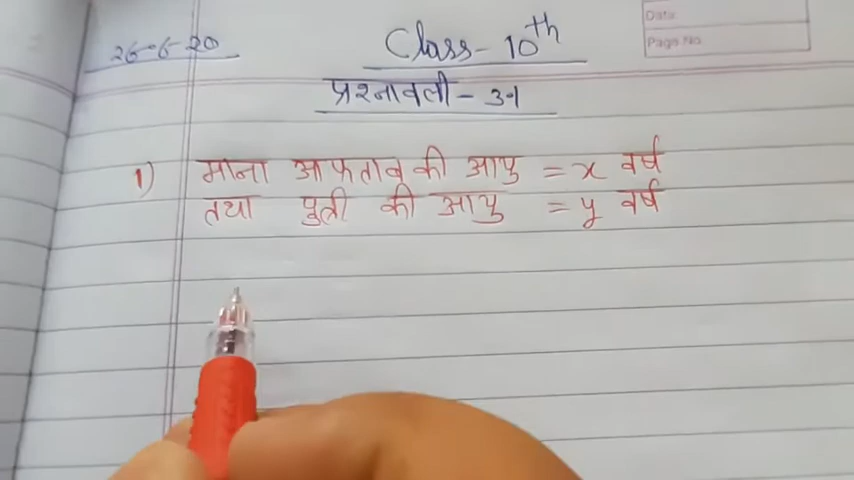 26-6-20
Class - 10th
Date
Page No
प्रश्नावली - 3.1
1) माना आफताब की आयु = x वर्ष
तथा पुत्री की आयु = y वर्ष